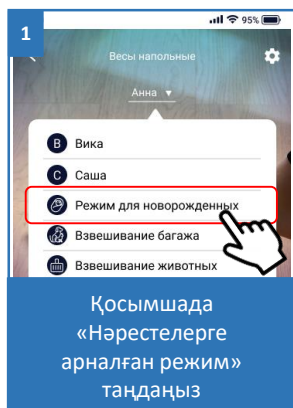 1
95%
Весы напольные
Анна
В Вика
С Саша
Режим для новорожденных
Взвешивание багажа
Взвешивание животных
Қосымшада
«Нәрестелерге
арналған режим»
таңдаңыз